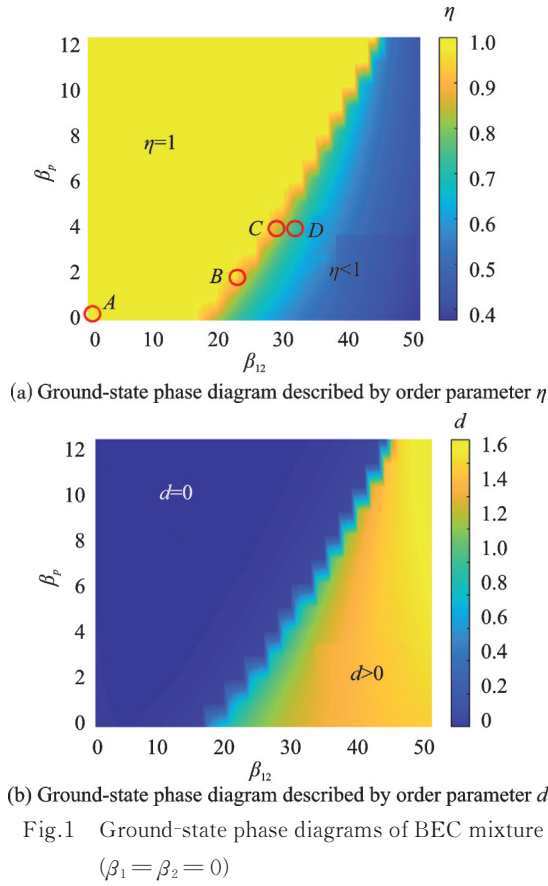 η
12
10
8
6
4
2
0
β_p
η=1
C
D
B
A
η<1
1.0
0.9
0.8
0.7
0.6
0.5
0.4
0 10 20 30 40 50
β₁₂
(a) Ground-state phase diagram described by order parameter η
d
12
10
8
6
4
2
0
β_p
d=0
d>0
1.6
1.4
1.2
1.0
0.8
0.6
0.4
0.2
0
0 10 20 30 40 50
β₁₂
(b) Ground-state phase diagram described by order parameter d
Fig.1 Ground-state phase diagrams of BEC mixture
(β₁=β₂=0)